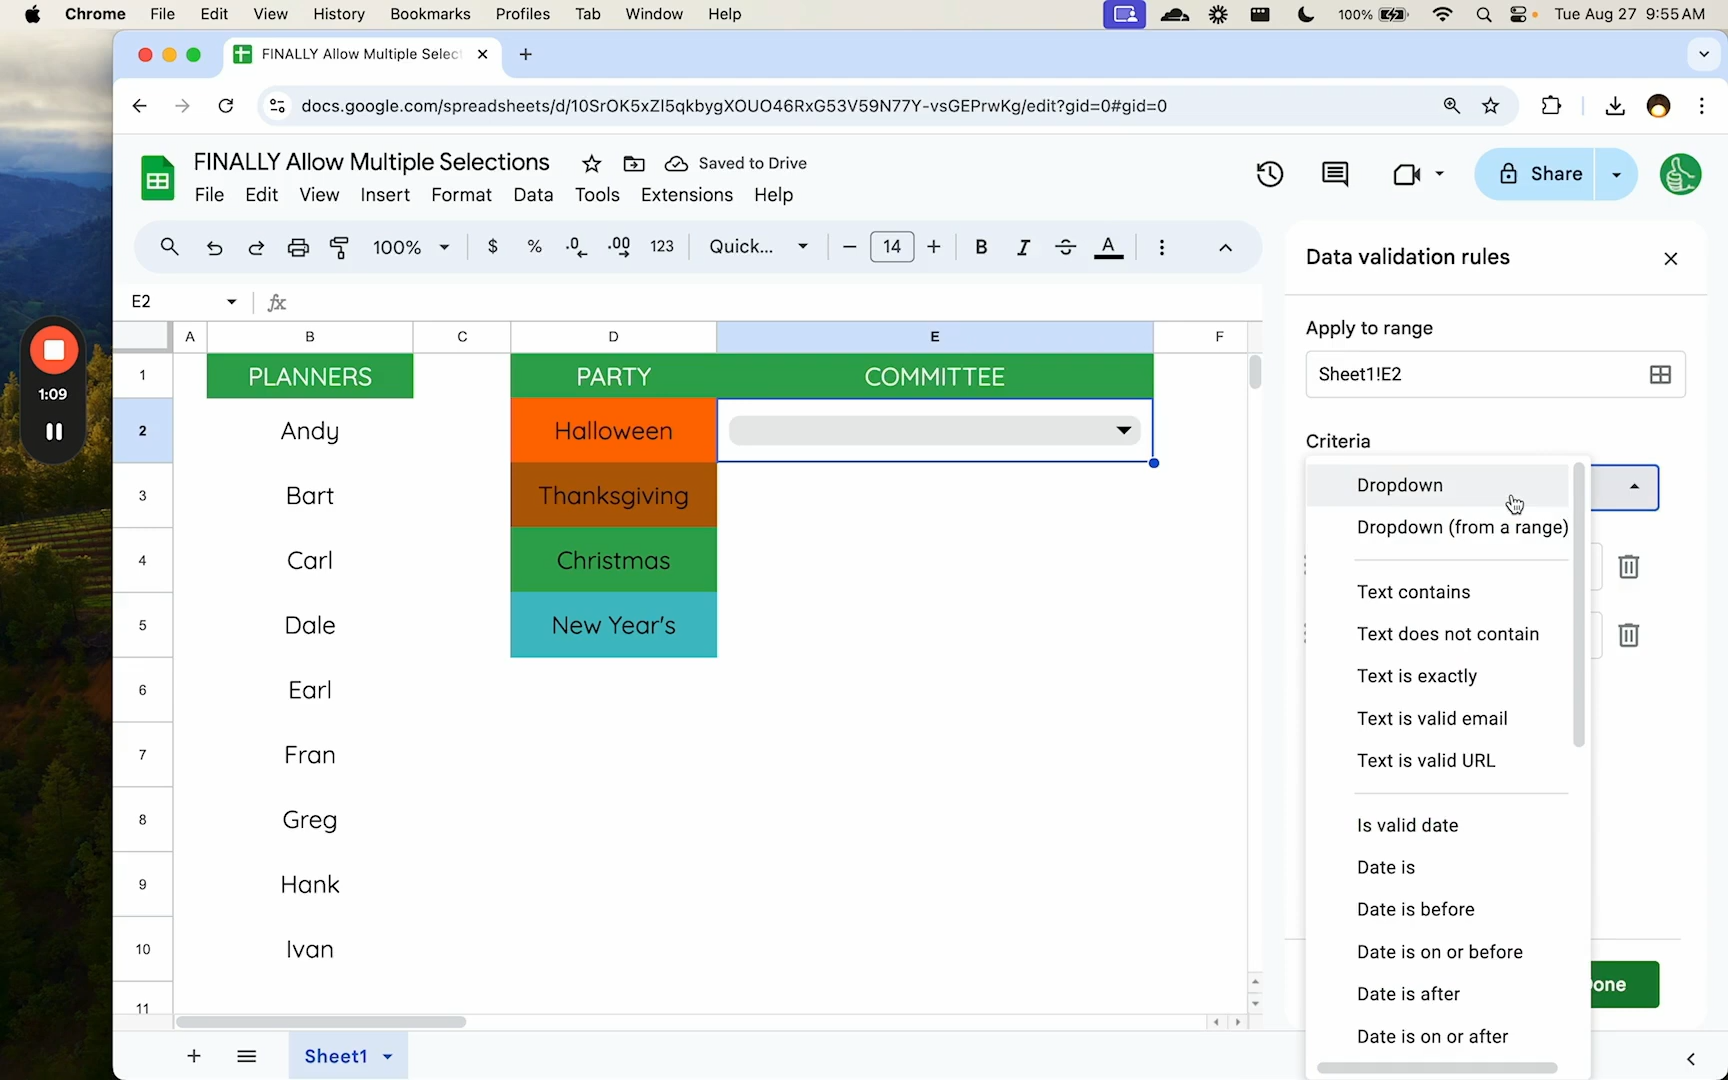 Chrome File Edit View History Bookmarks Profiles Tab Window Help 100% Tue Aug 27 9:55 AM
FINALLY Allow Multiple Selec
docs.google.com/spreadsheets/d/10SrOK5xZI5qkbygXOUO46RxG53V59N77Y-vsGEPrwKg/edit?gid=0#gid=0
FINALLY Allow Multiple Selections Saved to Drive
File Edit View Insert Format Data Tools Extensions Help
Share
100% $ % .0 .00 123 Quick... 14 B I S A
E2 fx
A B C D E F
1 PLANNERS PARTY COMMITTEE
2 Andy Halloween
3 Bart Thanksgiving
4 Carl Christmas
5 Dale New Year's
6 Earl
7 Fran
8 Greg
9 Hank
10 Ivan
11
Sheet1
1:09
Data validation rules
Apply to range
Sheet1!E2
Criteria
Dropdown
Dropdown (from a range)
Text contains
Text does not contain
Text is exactly
Text is valid email
Text is valid URL
Is valid date
Date is
Date is before
Date is on or before
Date is after
Date is on or after
one